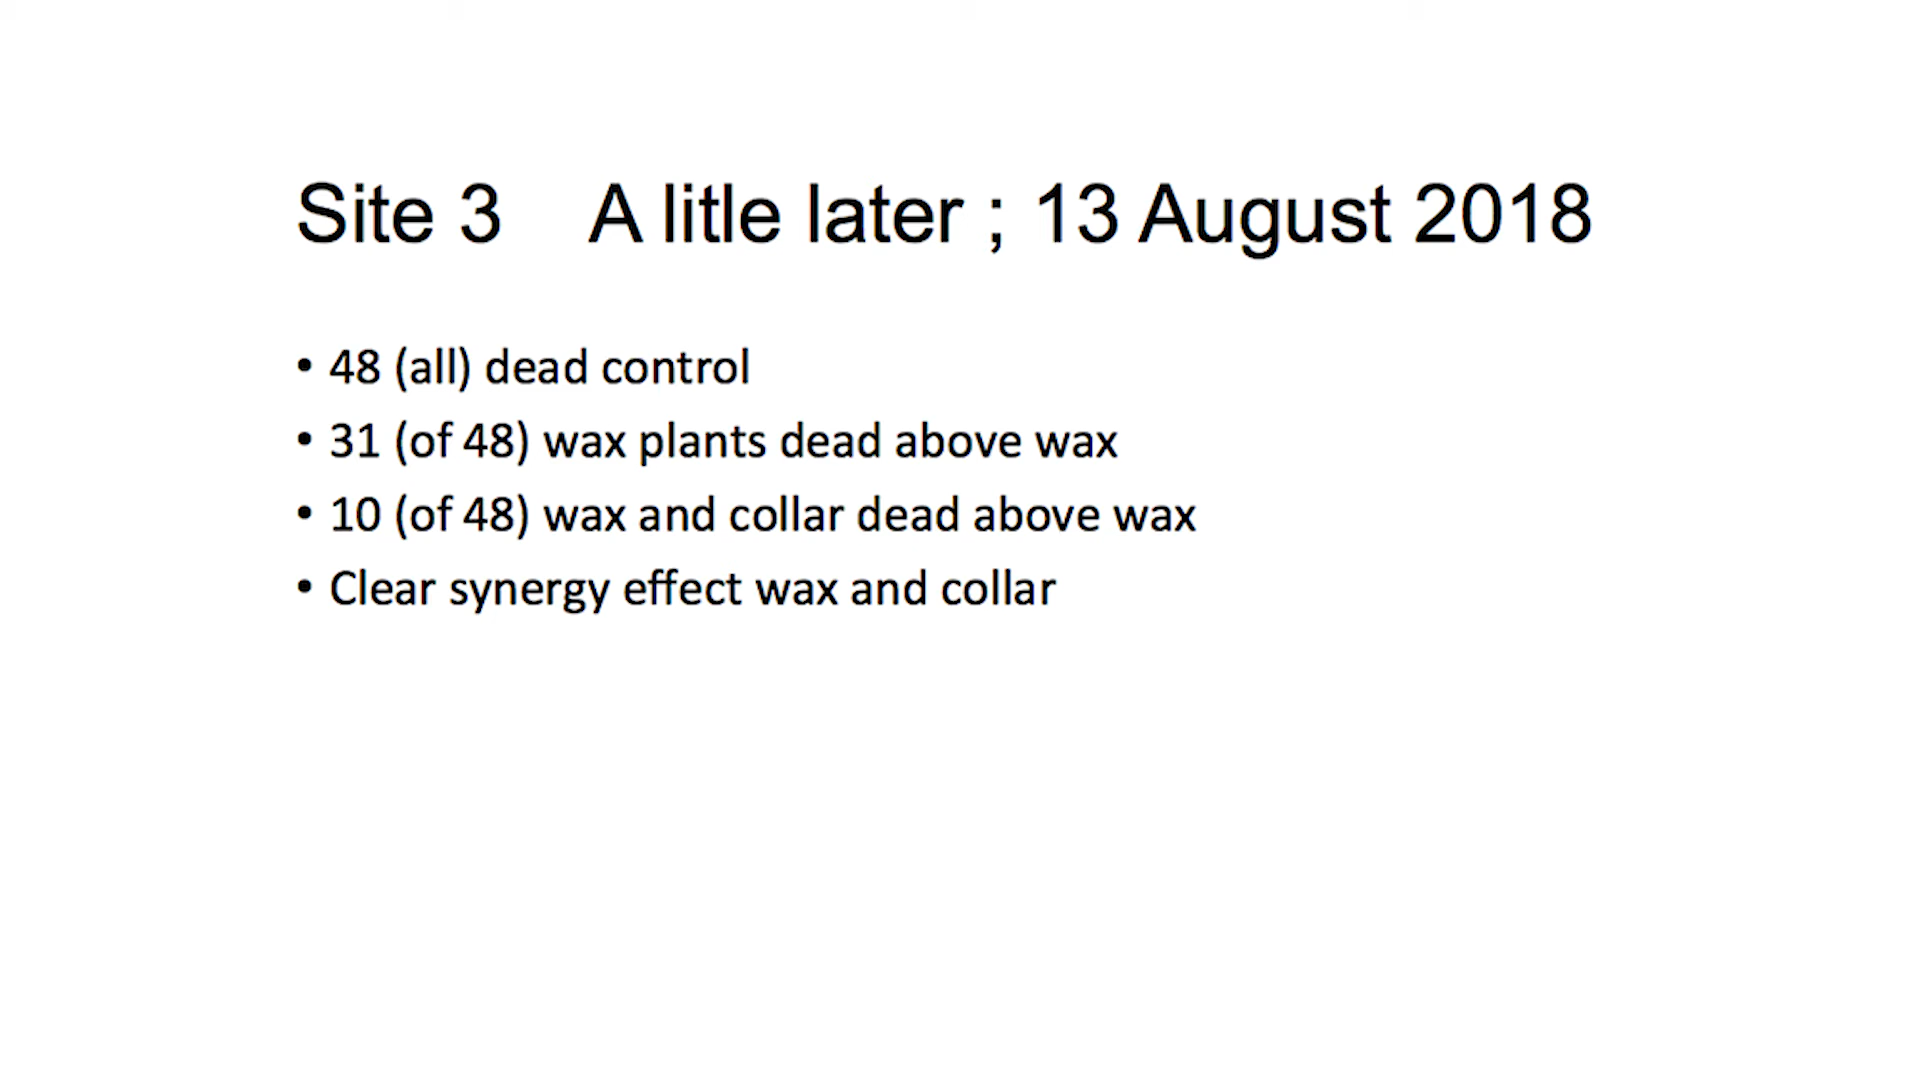 Site 3 A litle later ; 13 August 2018
• 48 (all) dead control
• 31 (of 48) wax plants dead above wax
• 10 (of 48) wax and collar dead above wax
• Clear synergy effect wax and collar